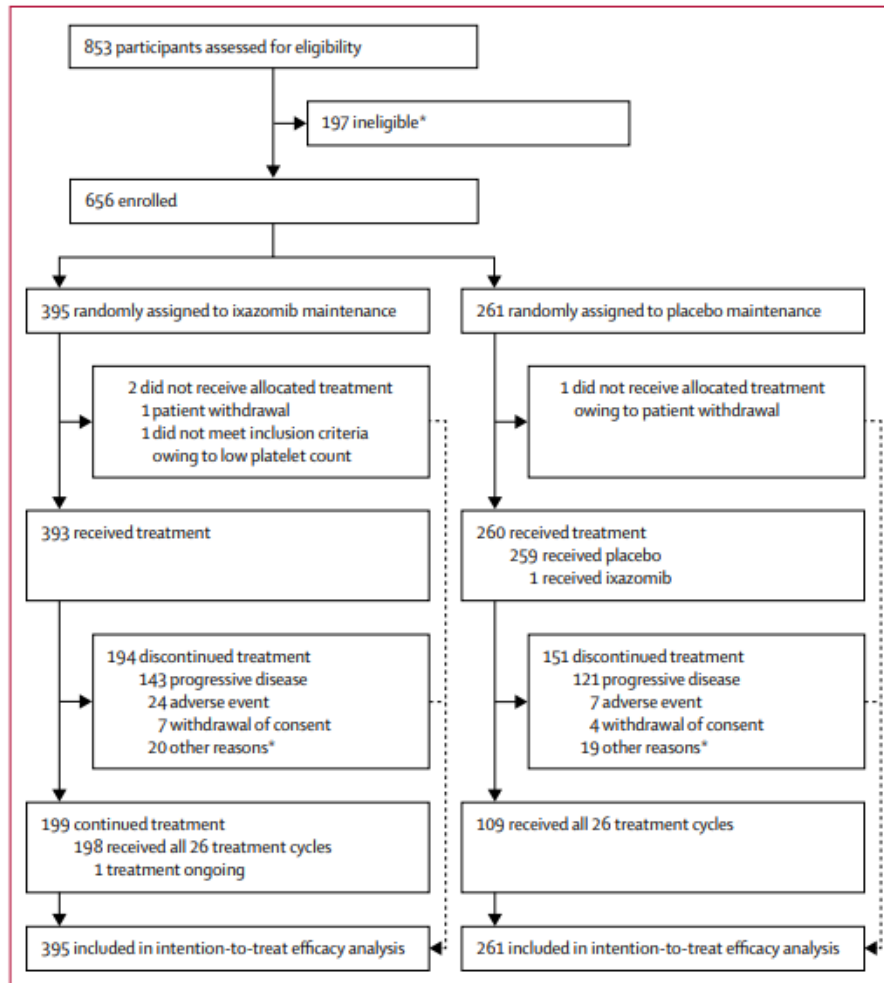 853 participants assessed for eligibility
197 ineligible*
656 enrolled
395 randomly assigned to ixazomib maintenance
261 randomly assigned to placebo maintenance
2 did not receive allocated treatment
1 patient withdrawal
1 did not meet inclusion criteria
owing to low platelet count
1 did not receive allocated treatment
owing to patient withdrawal
393 received treatment
260 received treatment
259 received placebo
1 received ixazomib
194 discontinued treatment
143 progressive disease
24 adverse event
7 withdrawal of consent
20 other reasons*
151 discontinued treatment
121 progressive disease
7 adverse event
4 withdrawal of consent
19 other reasons*
199 continued treatment
198 received all 26 treatment cycles
1 treatment ongoing
109 received all 26 treatment cycles
395 included in intention-to-treat efficacy analysis
261 included in intention-to-treat efficacy analysis